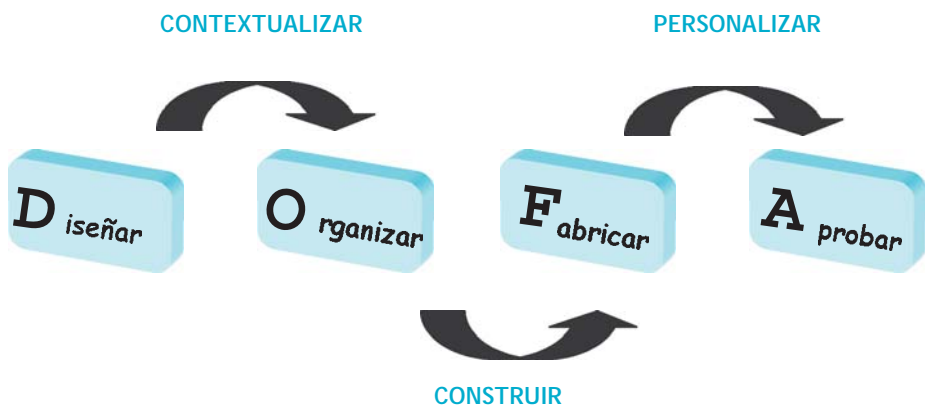 CONTEXTUALIZAR PERSONALIZAR
Diseñar Organizar Fabricar Aprobar
CONSTRUIR